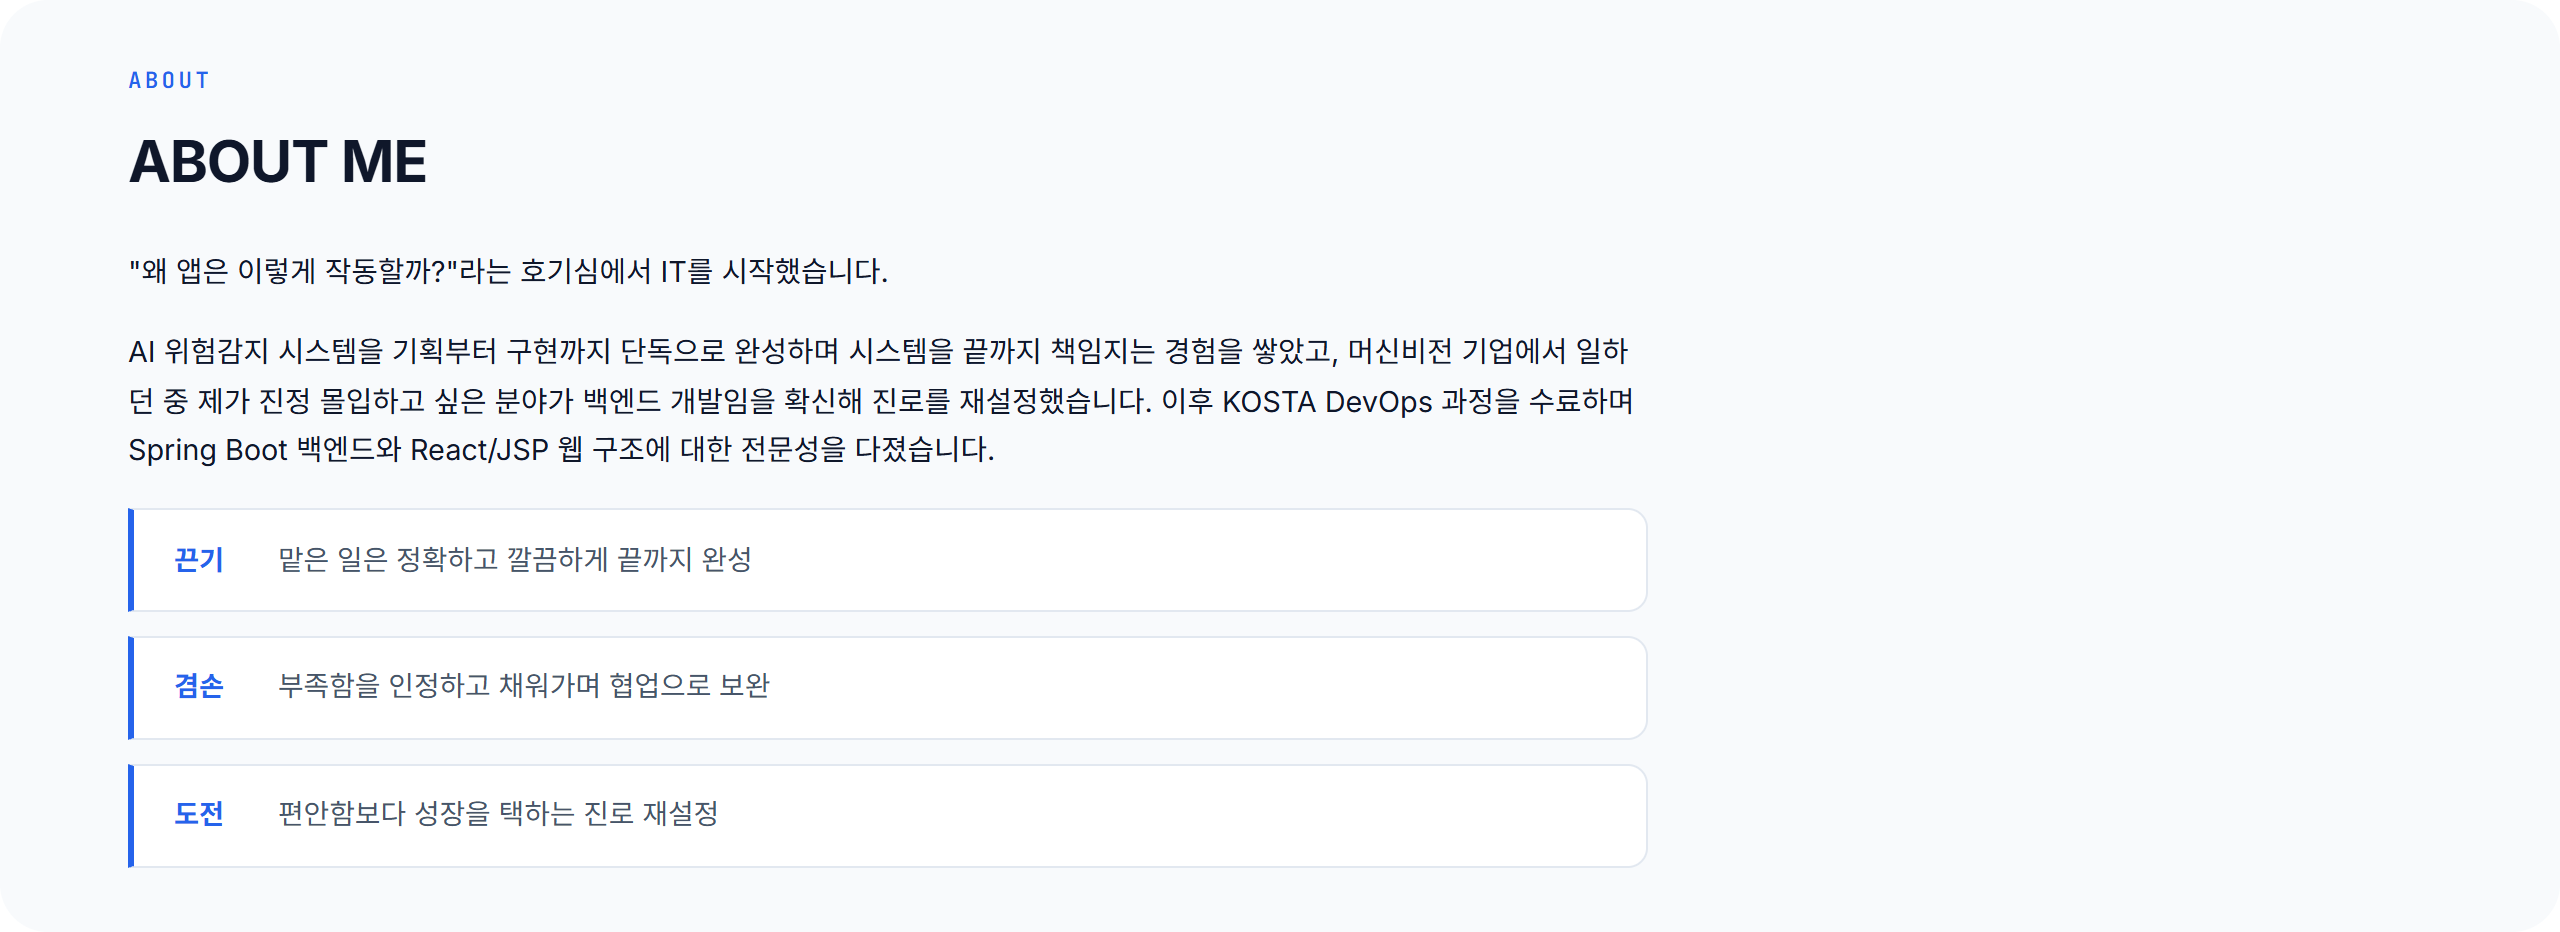 ABOUT
ABOUT ME
"왜 앱은 이렇게 작동할까?"라는 호기심에서 IT를 시작했습니다.
AI 위험감지 시스템을 기획부터 구현까지 단독으로 완성하며 시스템을 끝까지 책임지는 경험을 쌓았고, 머신비전 기업에서 일하
던 중 제가 진정 몰입하고 싶은 분야가 백엔드 개발임을 확신해 진로를 재설정했습니다. 이후 KOSTA DevOps 과정을 수료하며
Spring Boot 백엔드와 React/JSP 웹 구조에 대한 전문성을 다졌습니다.
끈기 맡은 일은 정확하고 깔끔하게 끝까지 완성
겸손 부족함을 인정하고 채워가며 협업으로 보완
도전 편안함보다 성장을 택하는 진로 재설정